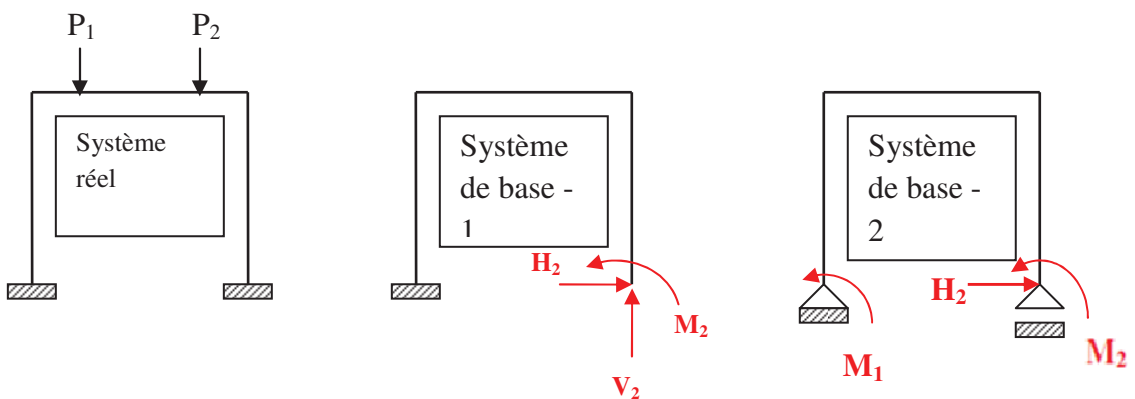 P₁
P₂
Système
réel
Système
de base -
1
H₂
M₂
V₂
Système
de base -
2
H₂
M₁
M₂